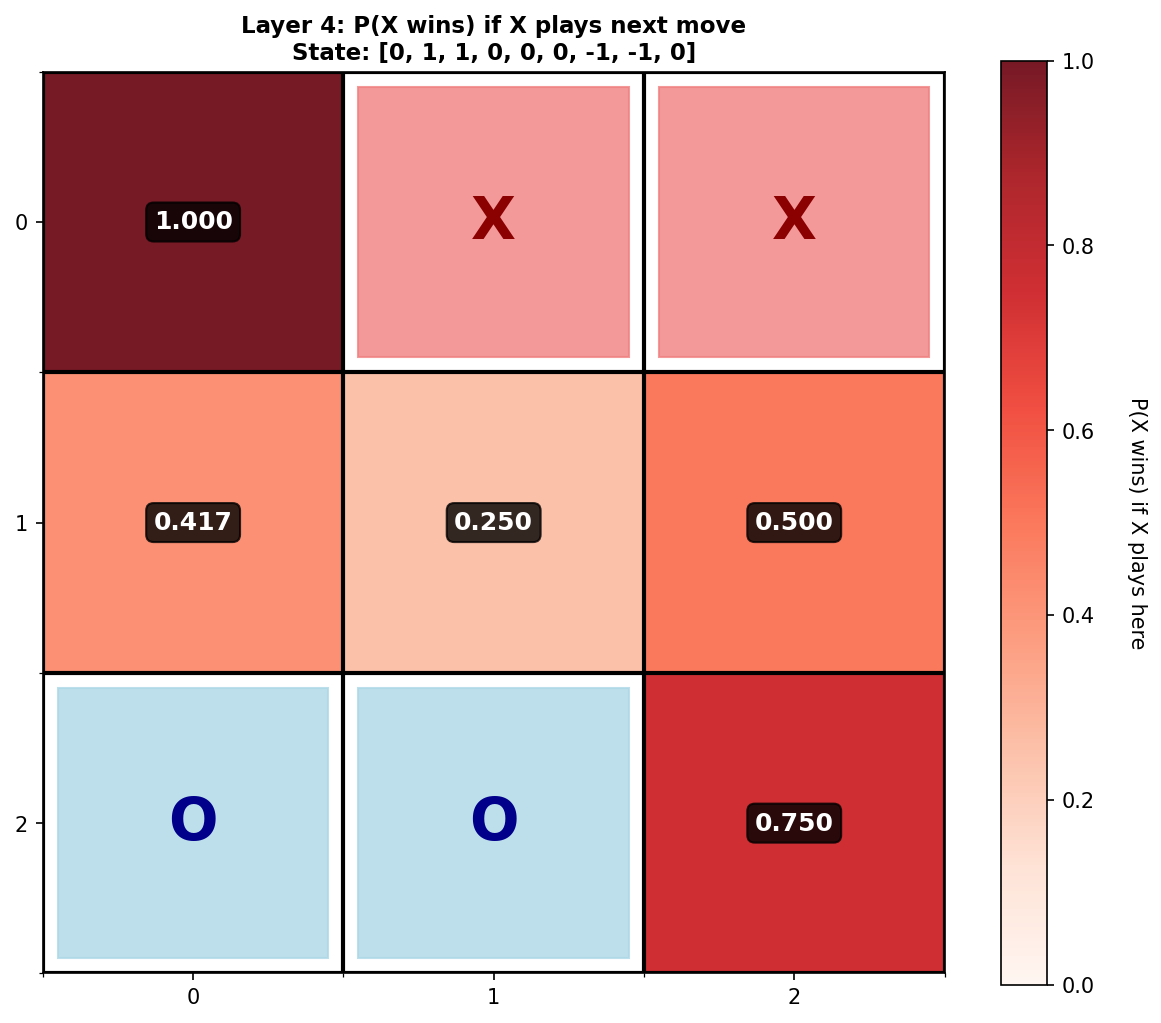 Layer 4: P(X wins) if X plays next move
State: [0, 1, 1, 0, 0, 0, -1, -1, 0]
0
1.000
X
X
1
0.417
0.250
0.500
2
O
O
0.750
0
1
2
1.0
0.8
0.6
0.4
0.2
0.0
P(X wins) if X plays here